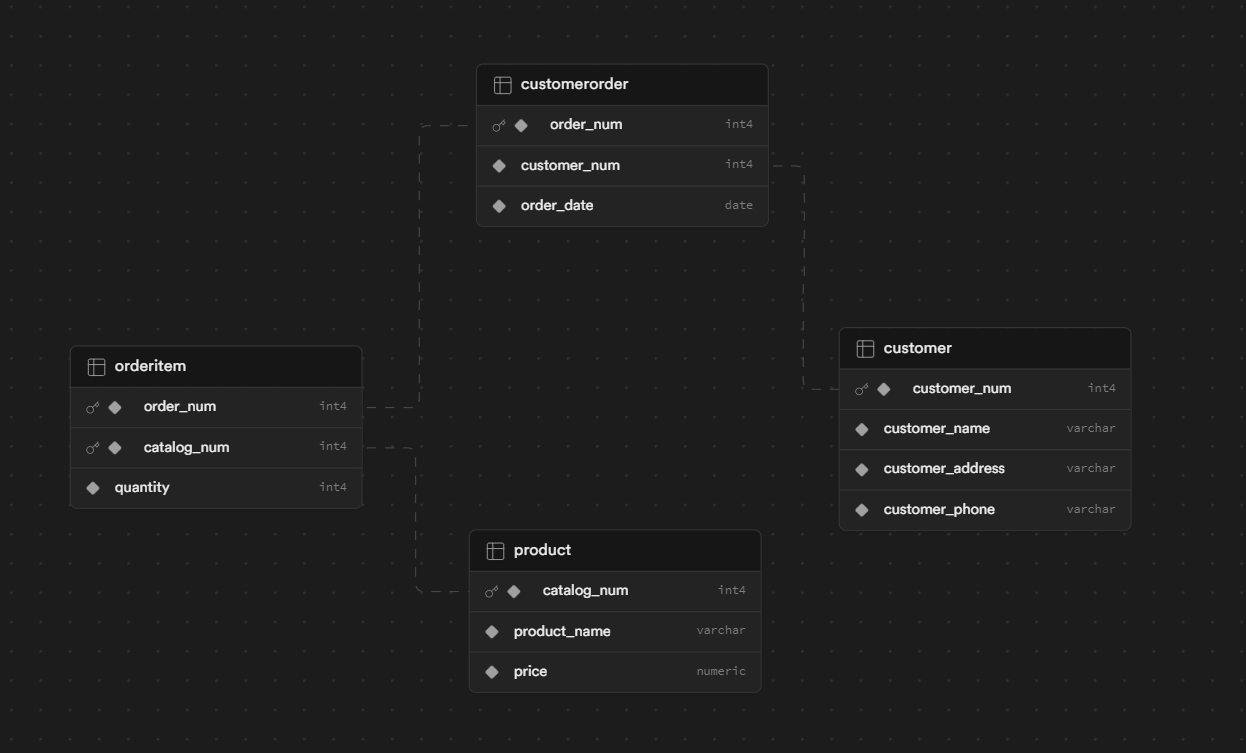 customerorder
order_num int4
customer_num int4
order_date date
orderitem
order_num int4
catalog_num int4
quantity int4
customer
customer_num int4
customer_name varchar
customer_address varchar
customer_phone varchar
product
catalog_num int4
product_name varchar
price numeric